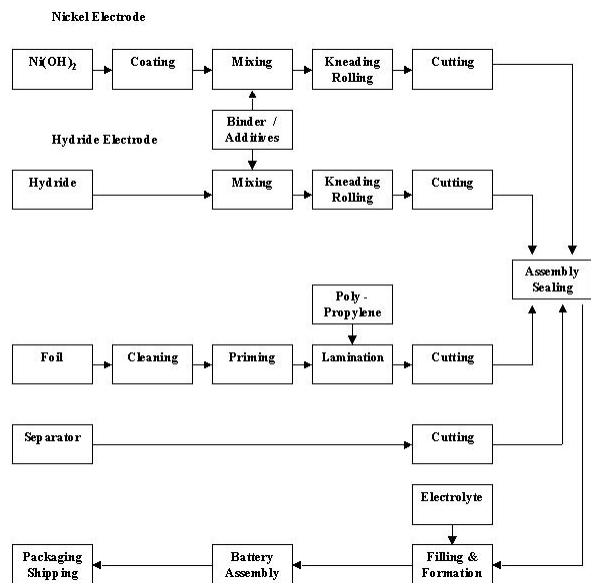 Nickel Electrode
Ni(OH)2
Coating
Mixing
Kneading
Rolling
Cutting
Binder /
Additives
Hydride Electrode
Hydride
Mixing
Kneading
Rolling
Cutting
Assembly
Sealing
Poly -
Propylene
Foil
Cleaning
Priming
Lamination
Cutting
Separator
Cutting
Electrolyte
Packaging
Shipping
Battery
Assembly
Filling &
Formation